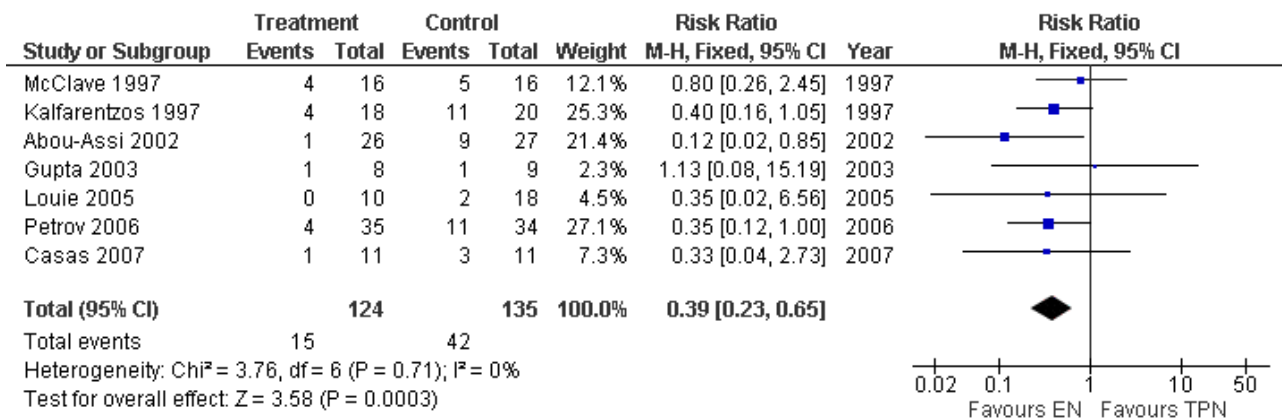 Treatment Control Risk Ratio Risk Ratio
Study or Subgroup Events Total Events Total Weight M-H, Fixed, 95% CI Year M-H, Fixed, 95% CI
McClave 1997 4 16 5 16 12.1% 0.80 [0.26, 2.45] 1997
Kalfarentzos 1997 4 18 11 20 25.3% 0.40 [0.16, 1.05] 1997
Abou-Assi 2002 1 26 9 27 21.4% 0.12 [0.02, 0.85] 2002
Gupta 2003 1 8 1 9 2.3% 1.13 [0.08, 15.19] 2003
Louie 2005 0 10 2 18 4.5% 0.35 [0.02, 6.56] 2005
Petrov 2006 4 35 11 34 27.1% 0.35 [0.12, 1.00] 2006
Casas 2007 1 11 3 11 7.3% 0.33 [0.04, 2.73] 2007
Total (95% CI) 124 135 100.0% 0.39 [0.23, 0.65]
Total events 15 42
Heterogeneity: Chi² = 3.76, df = 6 (P = 0.71); I² = 0%
Test for overall effect: Z = 3.58 (P = 0.0003)
0.02 0.1 1 10 50
Favours EN Favours TPN